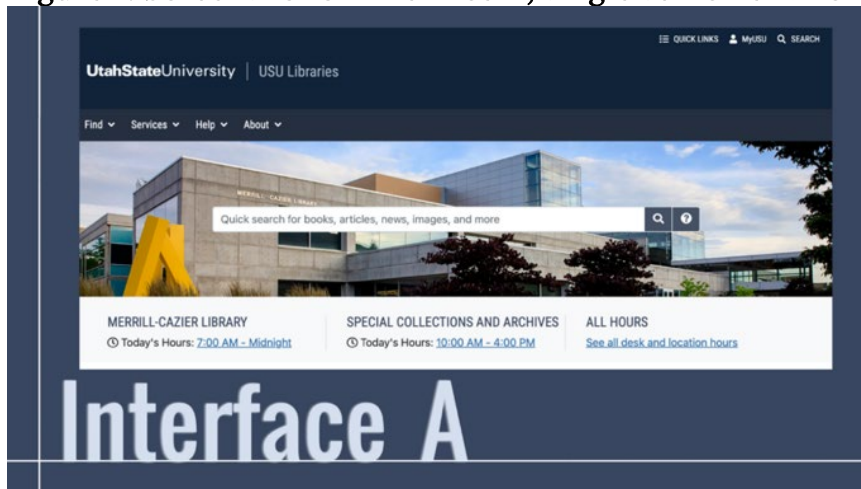 QUICK LINKS MyUSU SEARCH
UtahStateUniversity | USU Libraries
Find Services Help About
MERRILL-CAZIER LIBRARY
Quick search for books, articles, news, images, and more
MERRILL-CAZIER LIBRARY SPECIAL COLLECTIONS AND ARCHIVES ALL HOURS
Today's Hours: 7:00 AM – Midnight Today's Hours: 10:00 AM – 4:00 PM See all desk and location hours
Interface A